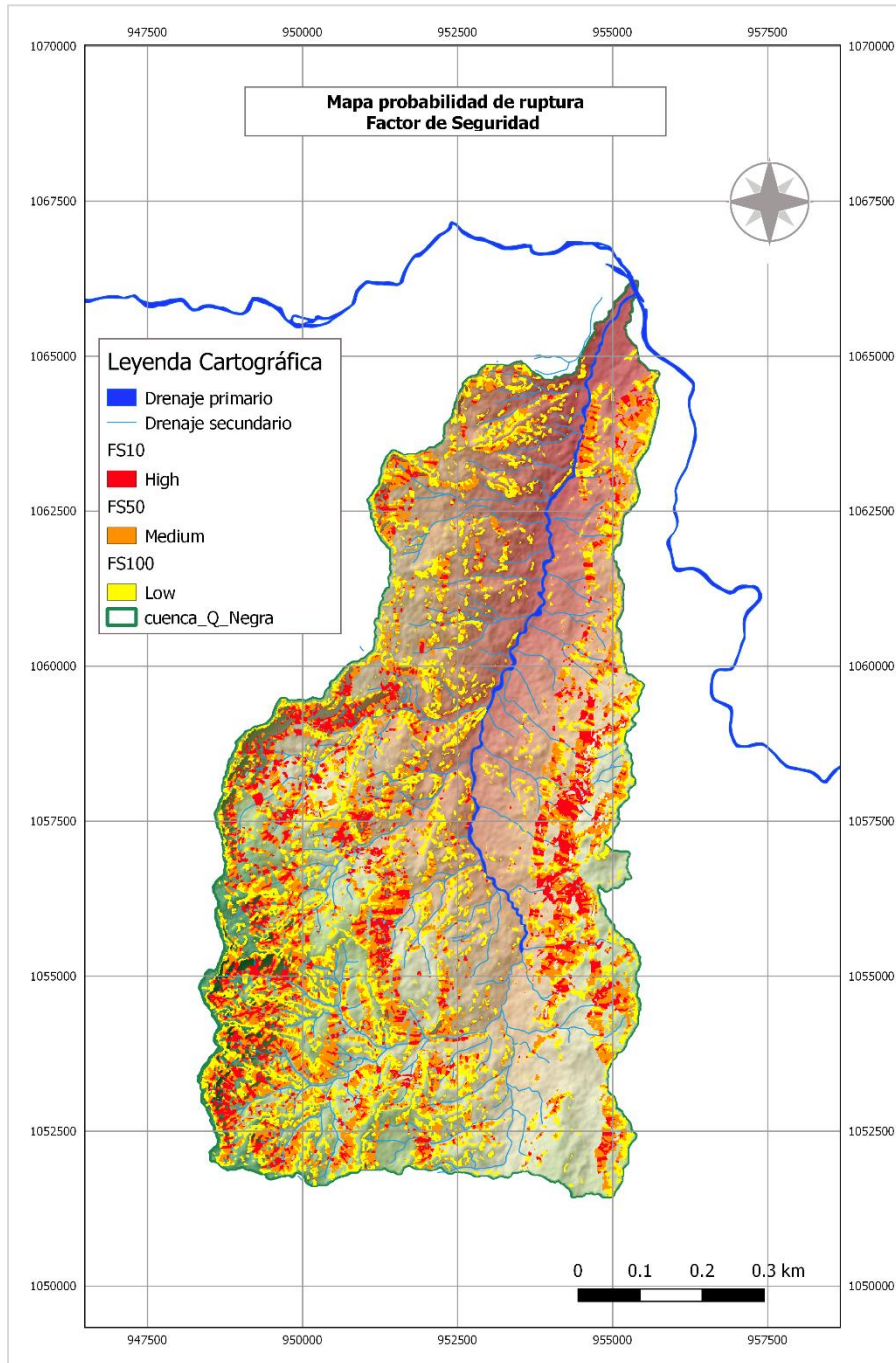 947500 950000 952500 955000 957500
1070000 1070000
Mapa probabilidad de ruptura
Factor de Seguridad
1067500 1067500
1065000 1065000
Leyenda Cartográfica
Drenaje primario
Drenaje secundario
FS10
High
FS50
Medium
FS100
Low
cuenca_Q_Negra
1062500 1062500
1060000 1060000
1057500 1057500
1055000 1055000
1052500 1052500
1050000 1050000
0 0.1 0.2 0.3 km
947500 950000 952500 955000 957500